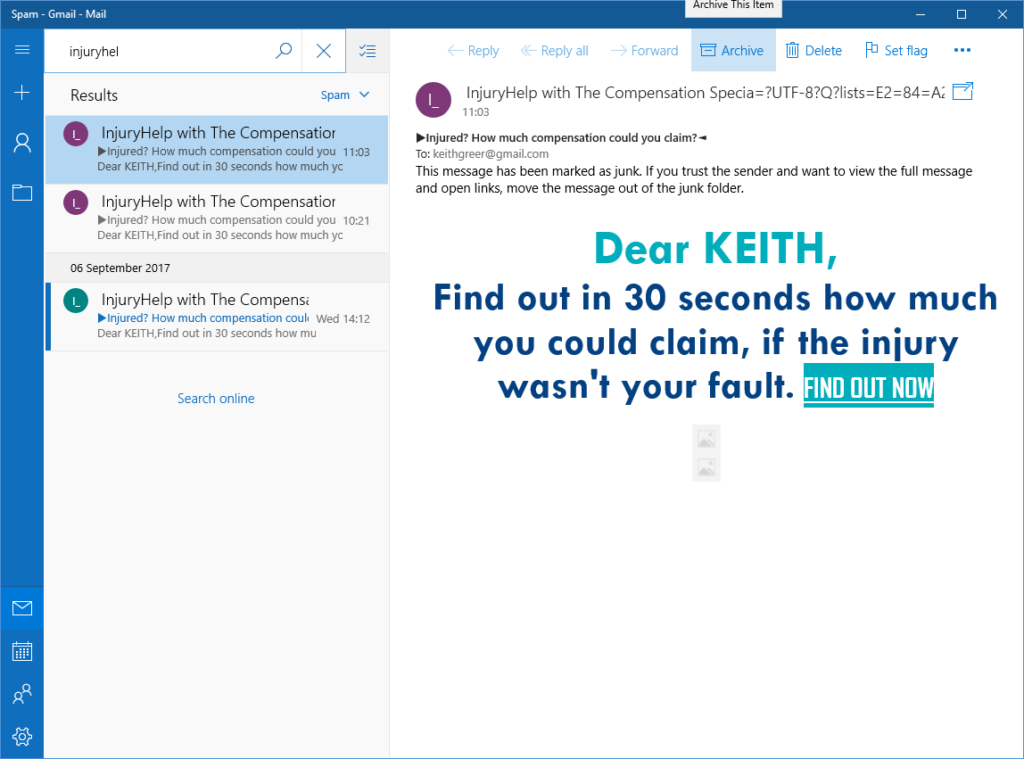 Spam - Gmail - Mail
Archive This Item
injuryhel
Reply
Reply all
Forward
Archive
Delete
Set flag
Results
Spam
I_
InjuryHelp with The Compensation
▶Injured? How much compensation could you
11:03
Dear KEITH,Find out in 30 seconds how much yc
I_
InjuryHelp with The Compensation
▶Injured? How much compensation could you
10:21
Dear KEITH,Find out in 30 seconds how much yc
06 September 2017
I_
InjuryHelp with The Compensa
▶Injured? How much compensation coul
Wed 14:12
Dear KEITH,Find out in 30 seconds how mu
Search online
I_
InjuryHelp with The Compensation Specia=?UTF-8?Q?lists=E2=84=A2
11:03
▶Injured? How much compensation could you claim?◄
To: keithgreer@gmail.com
This message has been marked as junk. If you trust the sender and want to view the full message
and open links, move the message out of the junk folder.
Dear KEITH,
Find out in 30 seconds how much
you could claim, if the injury
wasn't your fault. FIND OUT NOW